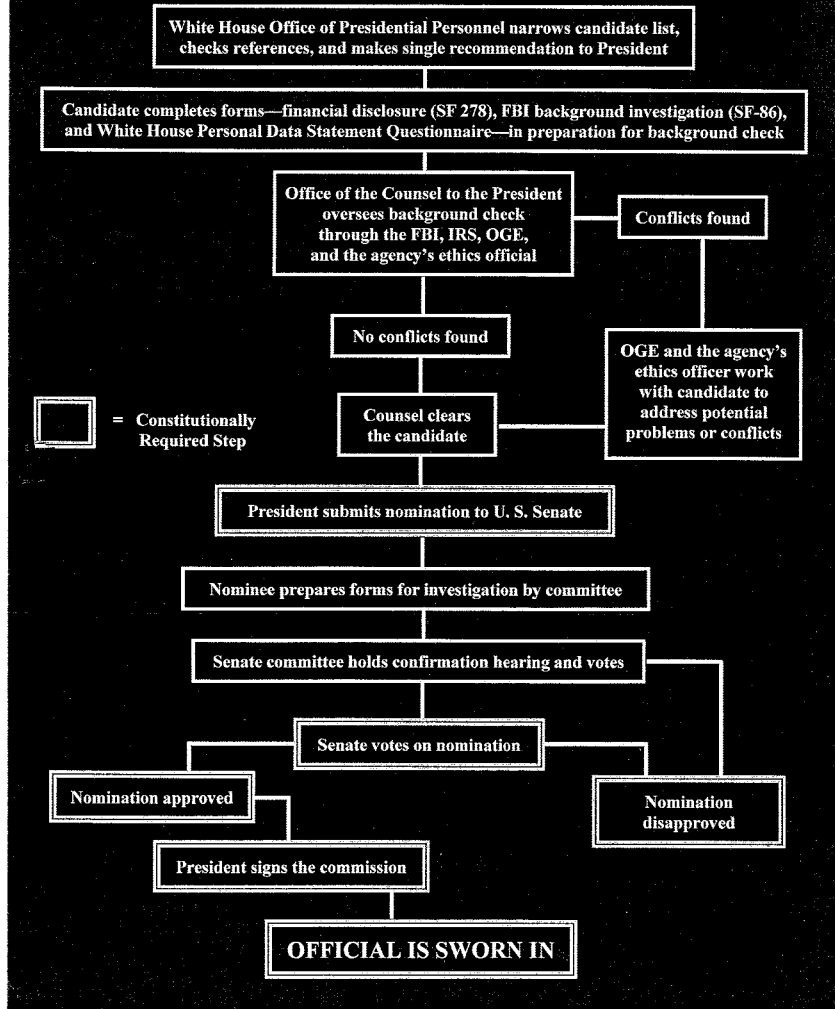 White House Office of Presidential Personnel narrows candidate list,
checks references, and makes single recommendation to President
Candidate completes forms—financial disclosure (SF 278), FBI background investigation (SF-86),
and White House Personal Data Statement Questionnaire—in preparation for background check
Office of the Counsel to the President
oversees background check
through the FBI, IRS, OGE,
and the agency's ethics official
Conflicts found
No conflicts found
OGE and the agency's
ethics officer work
with candidate to
address potential
problems or conflicts
= Constitutionally
Required Step
Counsel clears
the candidate
President submits nomination to U. S. Senate
Nominee prepares forms for investigation by committee
Senate committee holds confirmation hearing and votes
Senate votes on nomination
Nomination approved
Nomination
disapproved
President signs the commission
OFFICIAL IS SWORN IN